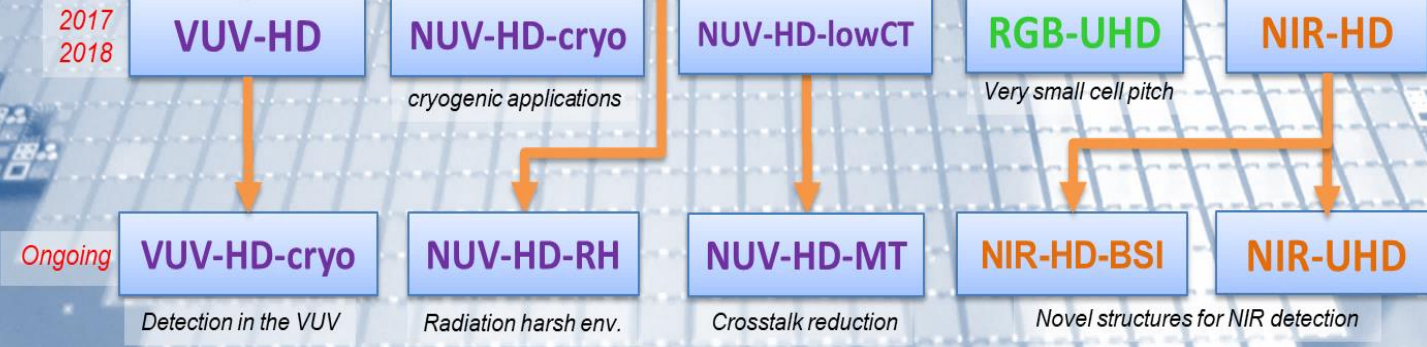 2017
2018
VUV-HD
NUV-HD-cryo
NUV-HD-lowCT
RGB-UHD
NIR-HD
cryogenic applications
Very small cell pitch
Ongoing
VUV-HD-cryo
NUV-HD-RH
NUV-HD-MT
NIR-HD-BSI
NIR-UHD
Detection in the VUV
Radiation harsh env.
Crosstalk reduction
Novel structures for NIR detection